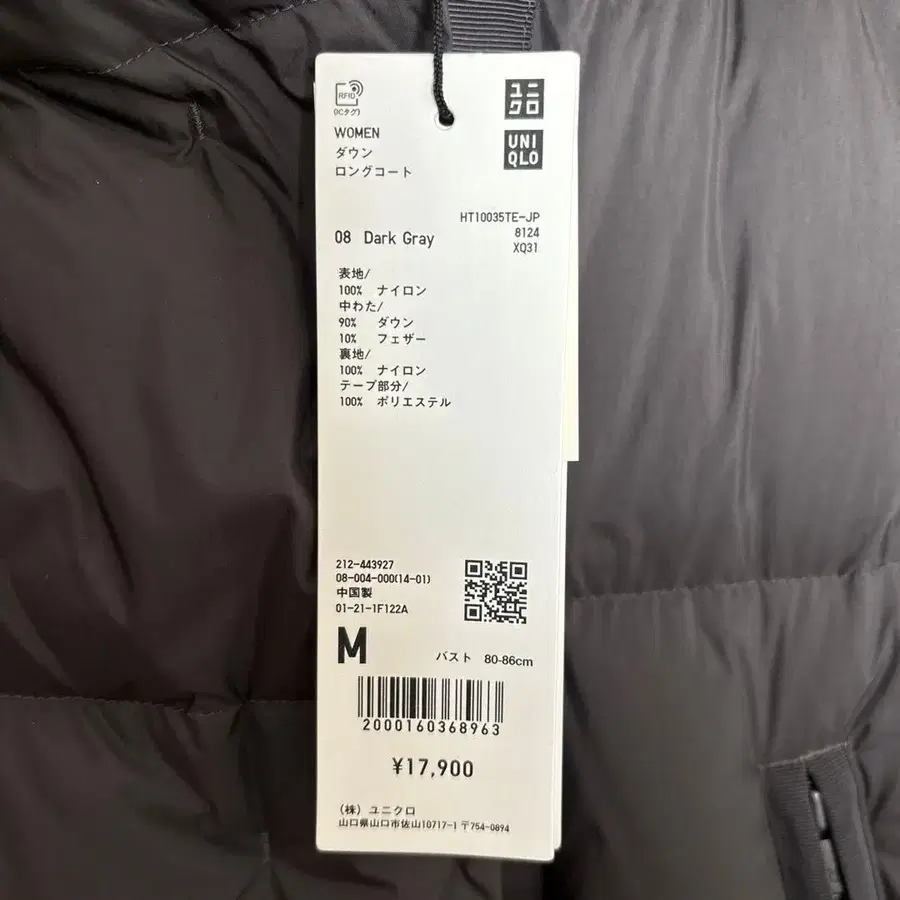 RFID
(ICタグ)
ユニ
クロ
UNI
QLO
WOMEN
ダウン
ロングコート
HT10035TE-JP
8124
XQ31
08 Dark Gray
表地/
100% ナイロン
中わた/
90% ダウン
10% フェザー
裏地/
100% ナイロン
テープ部分/
100% ポリエステル
212-443927
08-004-000(14-01)
中国製
01-21-1F122A
M バスト 80-86cm
2000160368963
¥17,900
(株) ユニクロ
山口県山口市佐山10717-1 〒754-0894